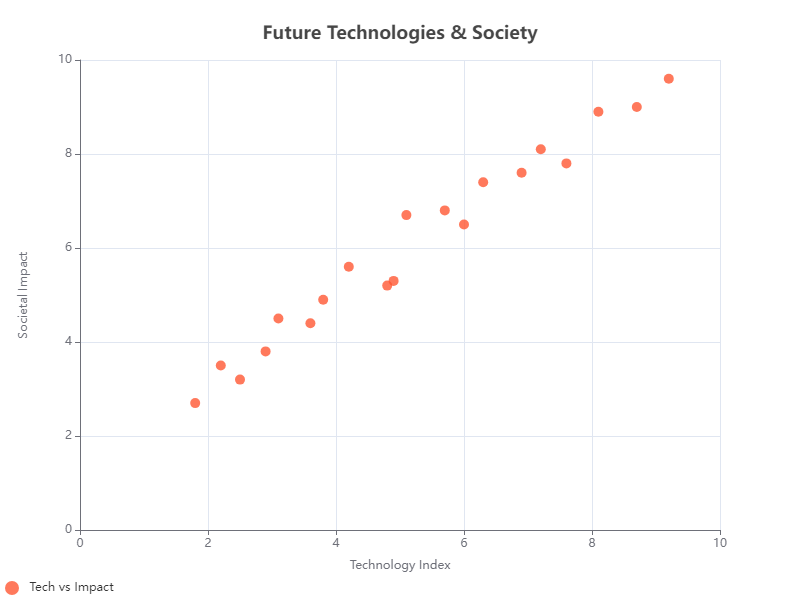 Future Technologies & Society
10
8
6
4
2
0
Societal Impact
0 2 4 6 8 10
Technology Index
Tech vs Impact